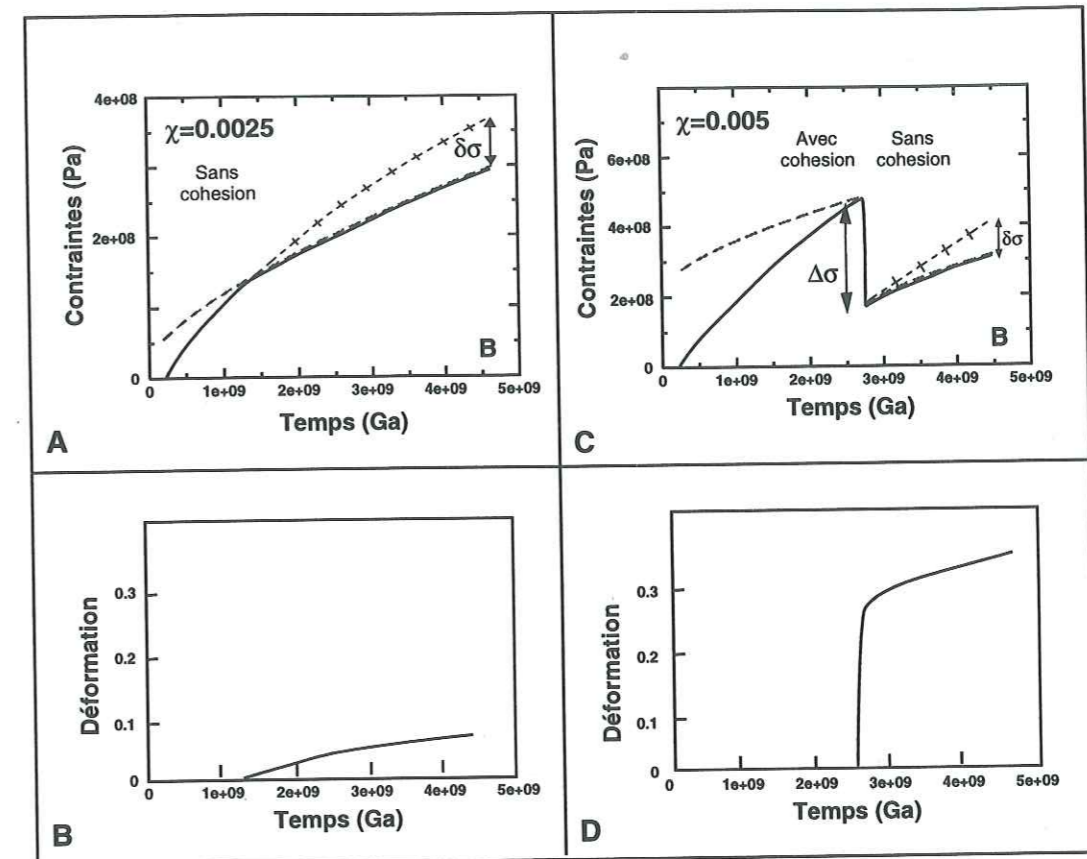 4e+08
χ=0.0025
Sans
cohesion
δσ
Contraintes (Pa)
2e+08
B
0
0
1e+09
2e+09
3e+09
4e+09
5e+09
Temps (Ga)
A
χ=0.005
Avec
cohesion
Sans
cohesion
6e+08
Contraintes (Pa)
4e+08
Δσ
δσ
2e+08
B
0
0
1e+09
2e+09
3e+09
4e+09
5e+09
Temps (Ga)
C
0.3
Déformation
0.2
0.1
0
0
1e+09
2e+09
3e+09
4e+09
5e+09
Temps (Ga)
B
0.3
Déformation
0.2
0.1
0
0
1e+09
2e+09
3e+09
4e+09
5e+09
Temps (Ga)
D